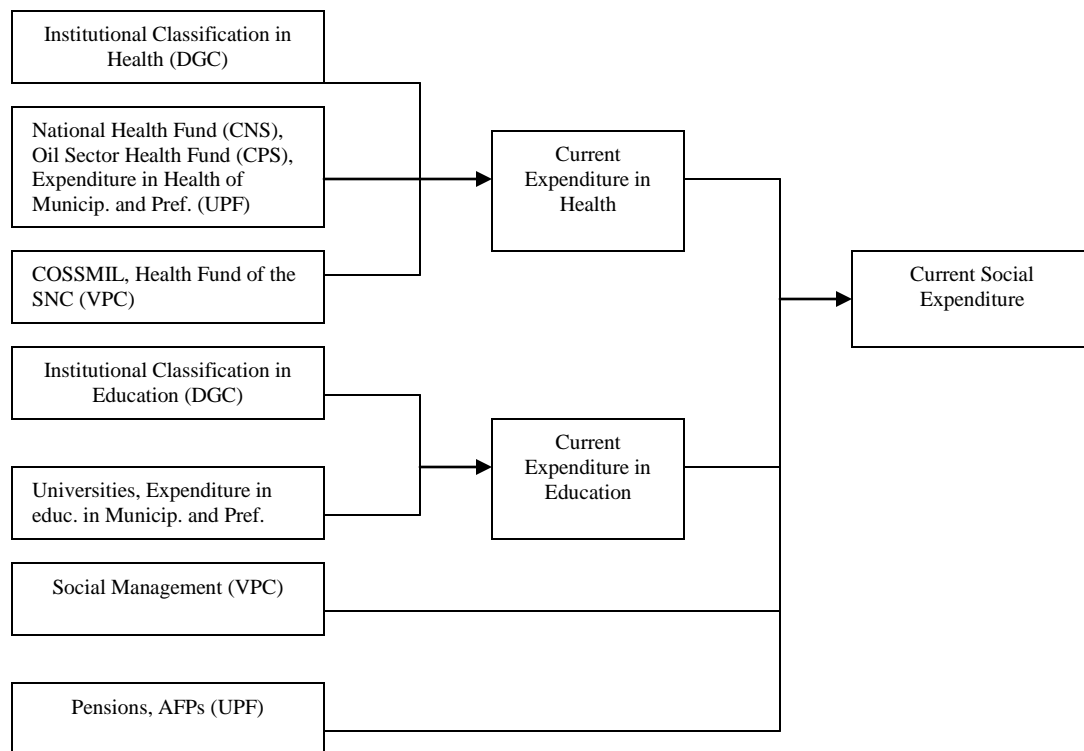 Institutional Classification in
Health (DGC)
National Health Fund (CNS),
Oil Sector Health Fund (CPS),
Expenditure in Health of
Municip. and Pref. (UPF)
COSSMIL, Health Fund of the
SNC (VPC)
Institutional Classification in
Education (DGC)
Universities, Expenditure in
educ. in Municip. and Pref.
Social Management (VPC)
Pensions, AFPs (UPF)
Current
Expenditure in
Health
Current
Expenditure in
Education
Current Social
Expenditure